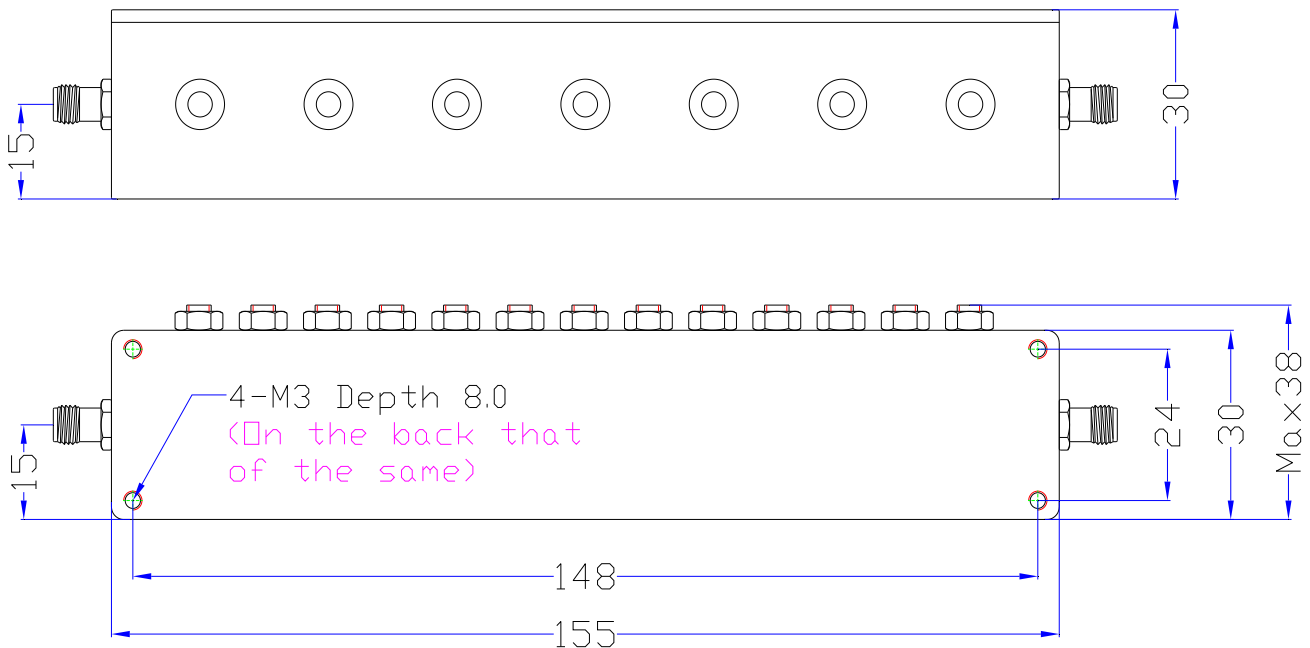 15
30
4-M3 Depth 8.0
(On the back that
of the same)
15
24
30
Max38
148
155